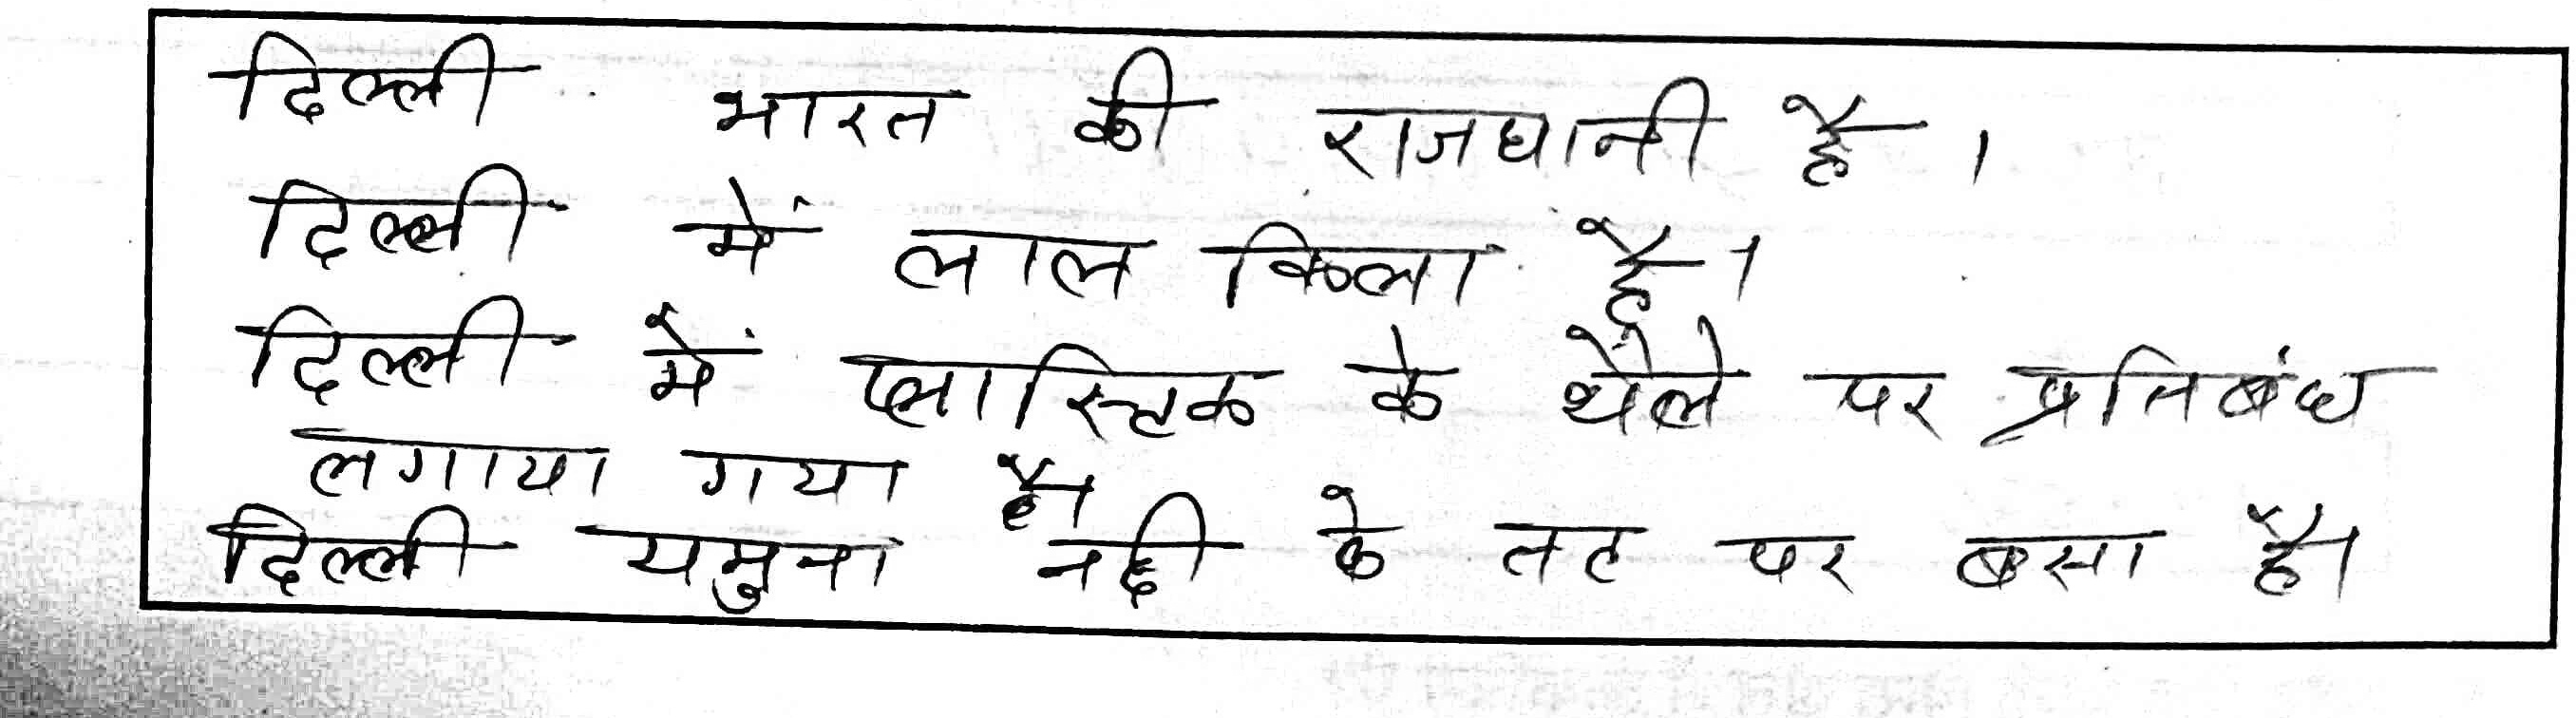 दिल्ली भारत की राजधानी है ।
दिल्ली में लाल किला है ।
दिल्ली में प्लास्टिक के थैले पर प्रतिबंध
लगाया गया है।
दिल्ली यमुना नदी के तट पर बसा है।